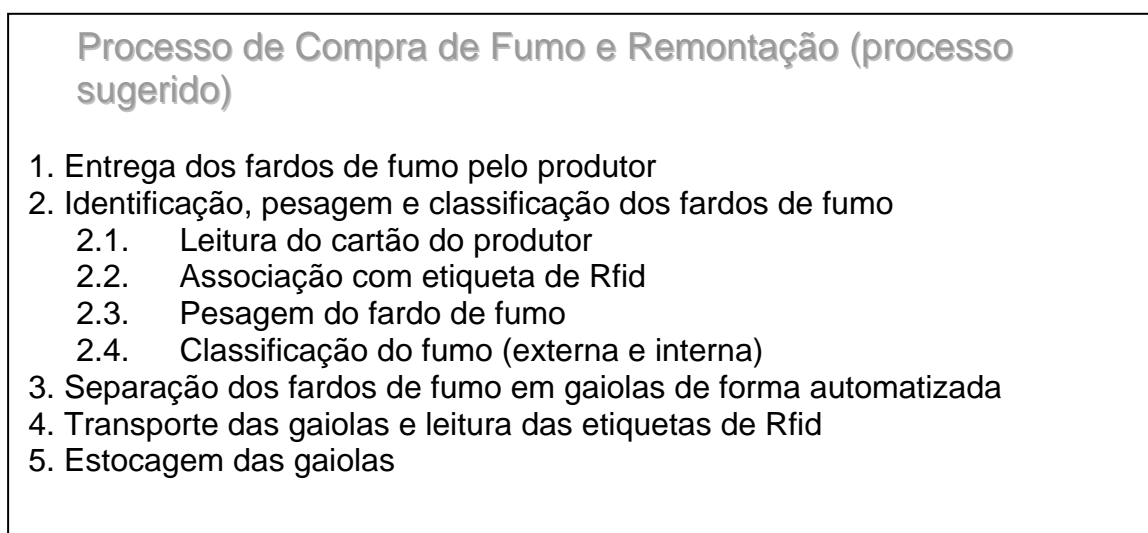 Processo de Compra de Fumo e Remontação (processo
sugerido)
1. Entrega dos fardos de fumo pelo produtor
2. Identificação, pesagem e classificação dos fardos de fumo
2.1. Leitura do cartão do produtor
2.2. Associação com etiqueta de Rfid
2.3. Pesagem do fardo de fumo
2.4. Classificação do fumo (externa e interna)
3. Separação dos fardos de fumo em gaiolas de forma automatizada
4. Transporte das gaiolas e leitura das etiquetas de Rfid
5. Estocagem das gaiolas